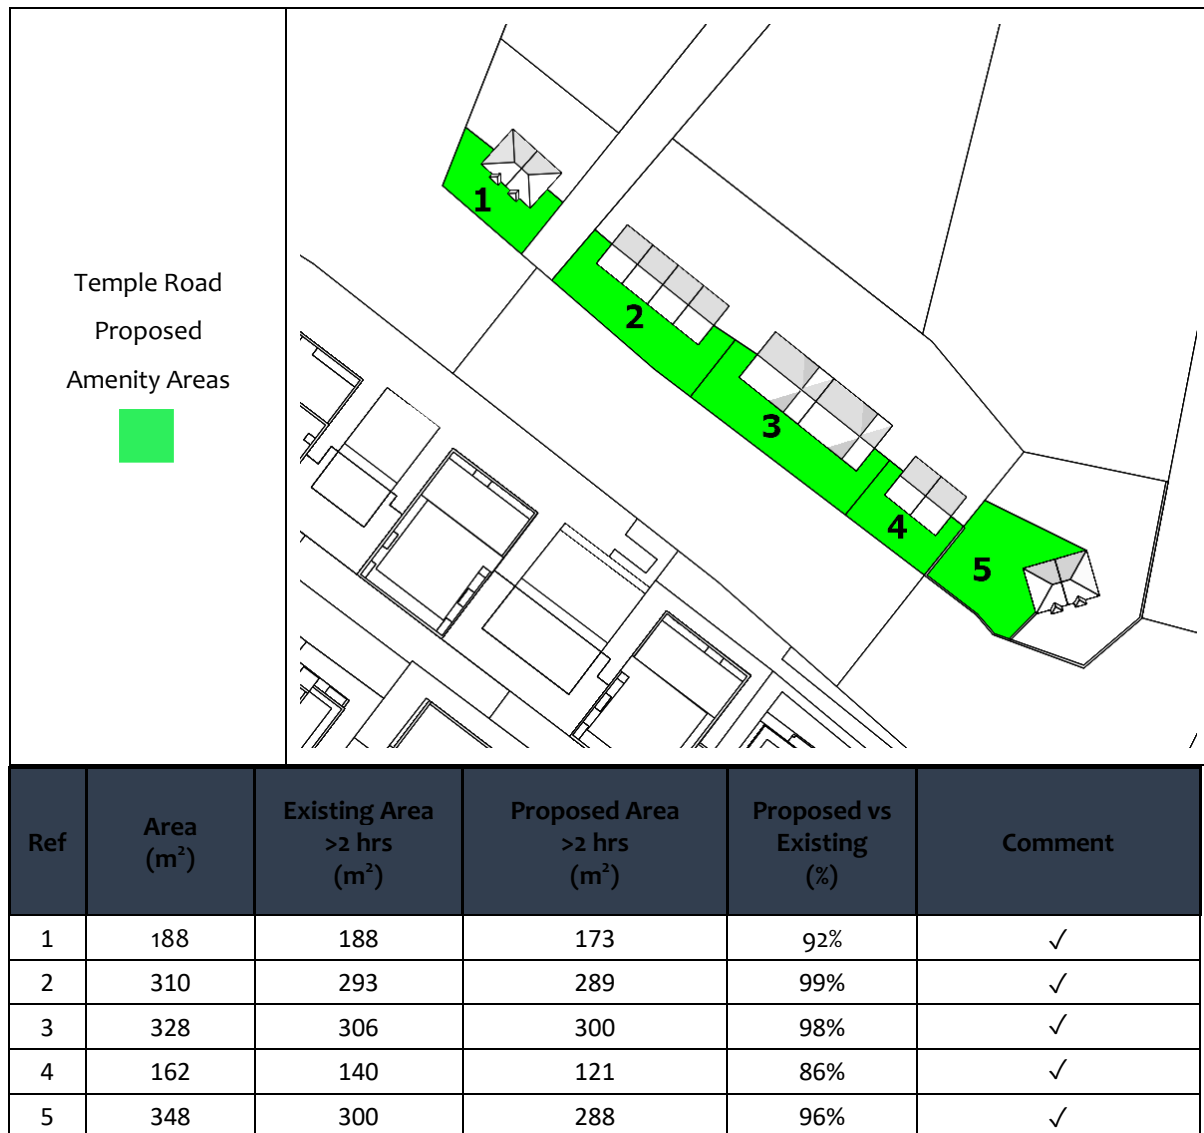 Temple Road
Proposed
Amenity Areas
1
2
3
4
5
Ref Area (m²) Existing Area >2 hrs (m²) Proposed Area >2 hrs (m²) Proposed vs Existing (%) Comment
1 188 188 173 92% ✓
2 310 293 289 99% ✓
3 328 306 300 98% ✓
4 162 140 121 86% ✓
5 348 300 288 96% ✓